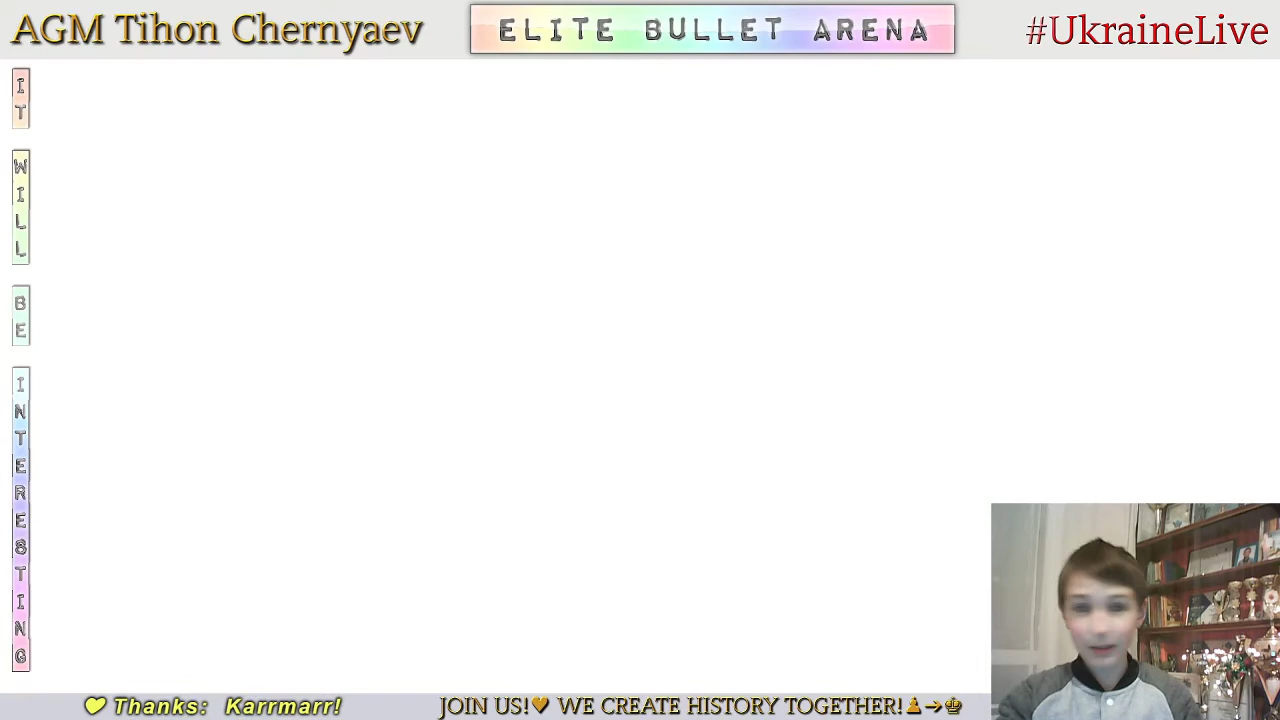 AGM Tihon Chernyaev
ELITE BULLET ARENA
#UkraineLive
IT
WILL
BE
INTERESTING
💛 Thanks: Karrmarr!
JOIN US!♥ WE CREATE HISTORY TOGETHER!♟→♚